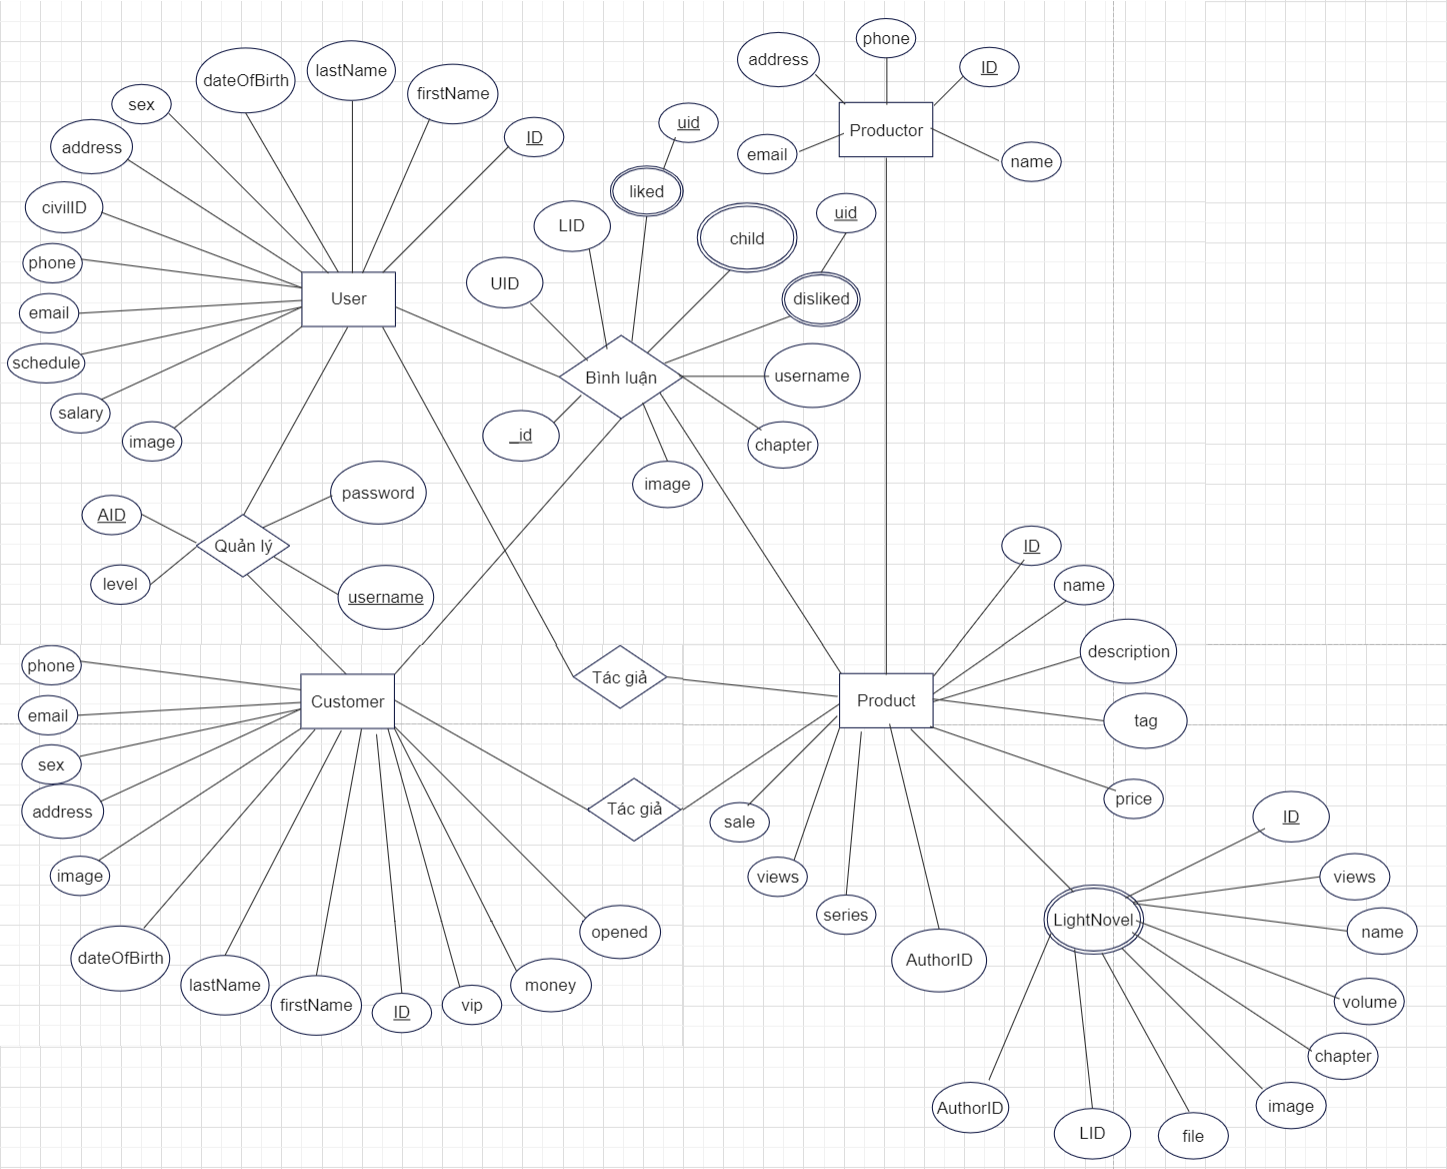 phone
address
ID
Productor
email
name
lastName
dateOfBirth
firstName
sex
ID
address
civilID
phone
email
schedule
salary
image
User
uid
liked
LID
child
uid
UID
disliked
Bình luận
username
_id
chapter
image
password
AID
Quản lý
level
username
phone
email
sex
address
image
Customer
dateOfBirth
lastName
firstName
ID
vip
money
opened
Tác giả
Tác giả
Product
ID
name
description
tag
price
sale
views
series
AuthorID
LightNovel
ID
views
name
volume
chapter
image
file
LID
AuthorID